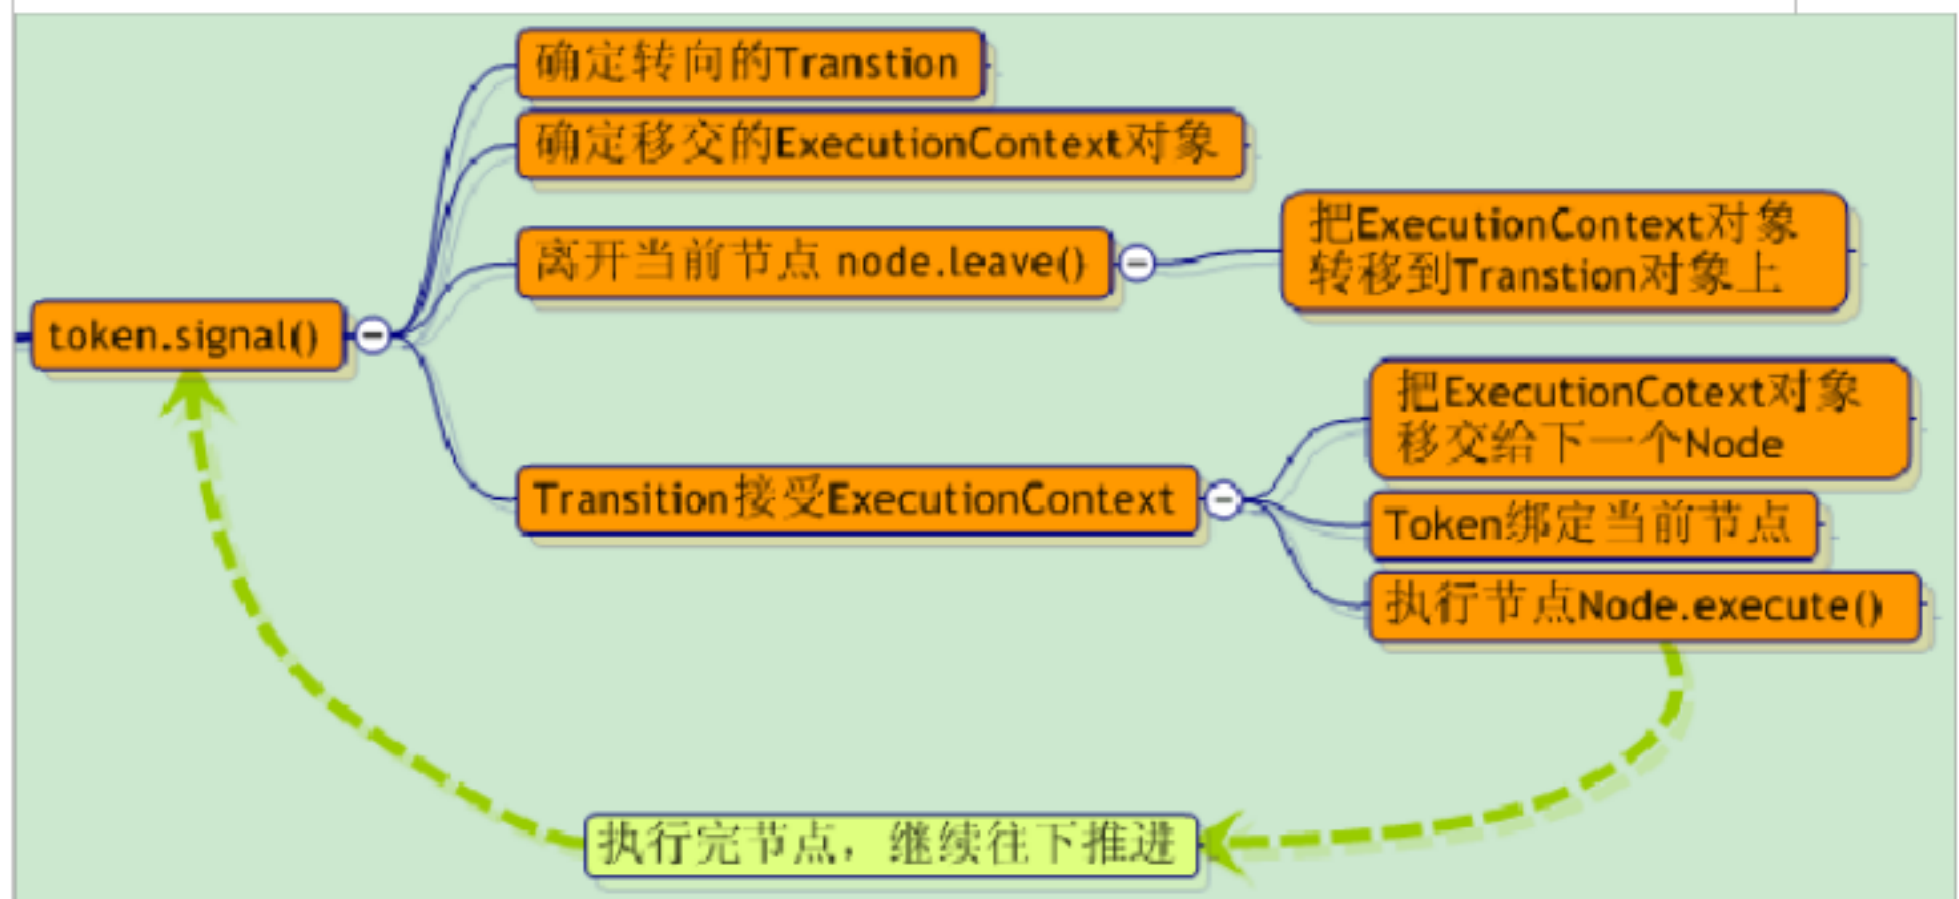 确定转向的Transtion
确定移交的ExecutionContext对象
离开当前节点 node.leave()
把ExecutionContext对象
转移到Transtion对象上
token.signal()
Transition接受ExecutionContext
把ExecutionCotext对象
移交给下一个Node
Token绑定当前节点
执行节点Node.execute()
执行完节点，继续往下推进